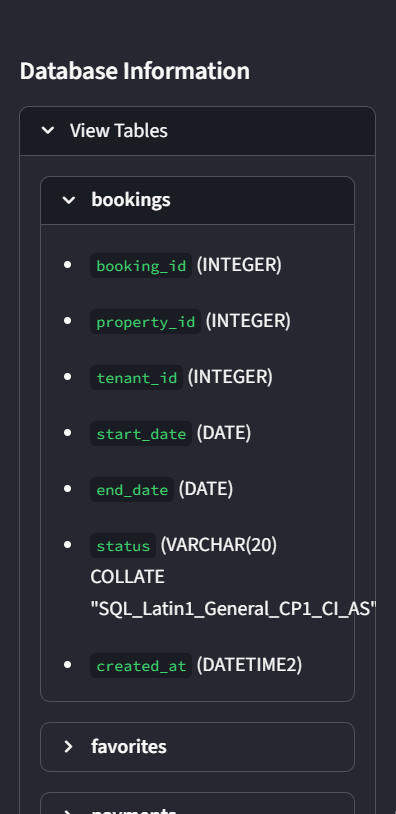 Database Information
View Tables
bookings
booking_id (INTEGER)
property_id (INTEGER)
tenant_id (INTEGER)
start_date (DATE)
end_date (DATE)
status (VARCHAR(20)
COLLATE
"SQL_Latin1_General_CP1_CI_AS"
created_at (DATETIME2)
favorites
payments